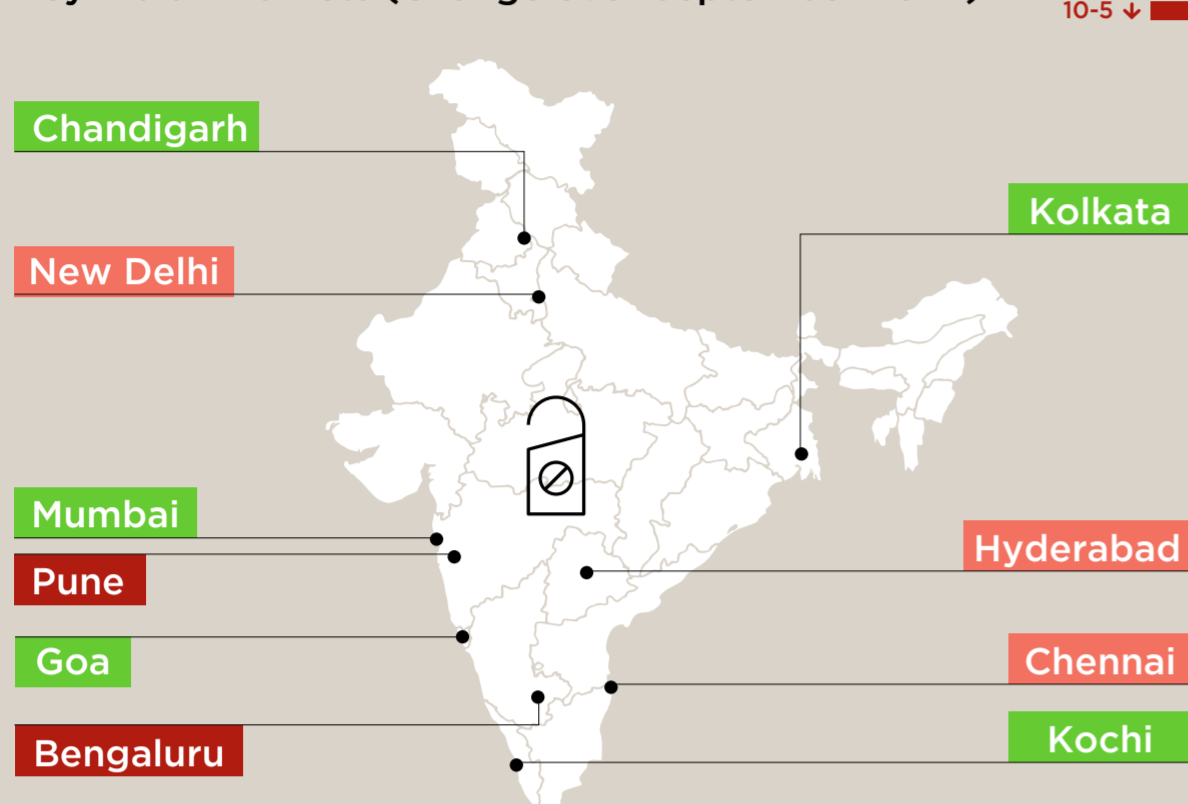 10-5 ↓
Chandigarh
Kolkata
New Delhi
Mumbai
Hyderabad
Pune
Goa
Chennai
Bengaluru
Kochi